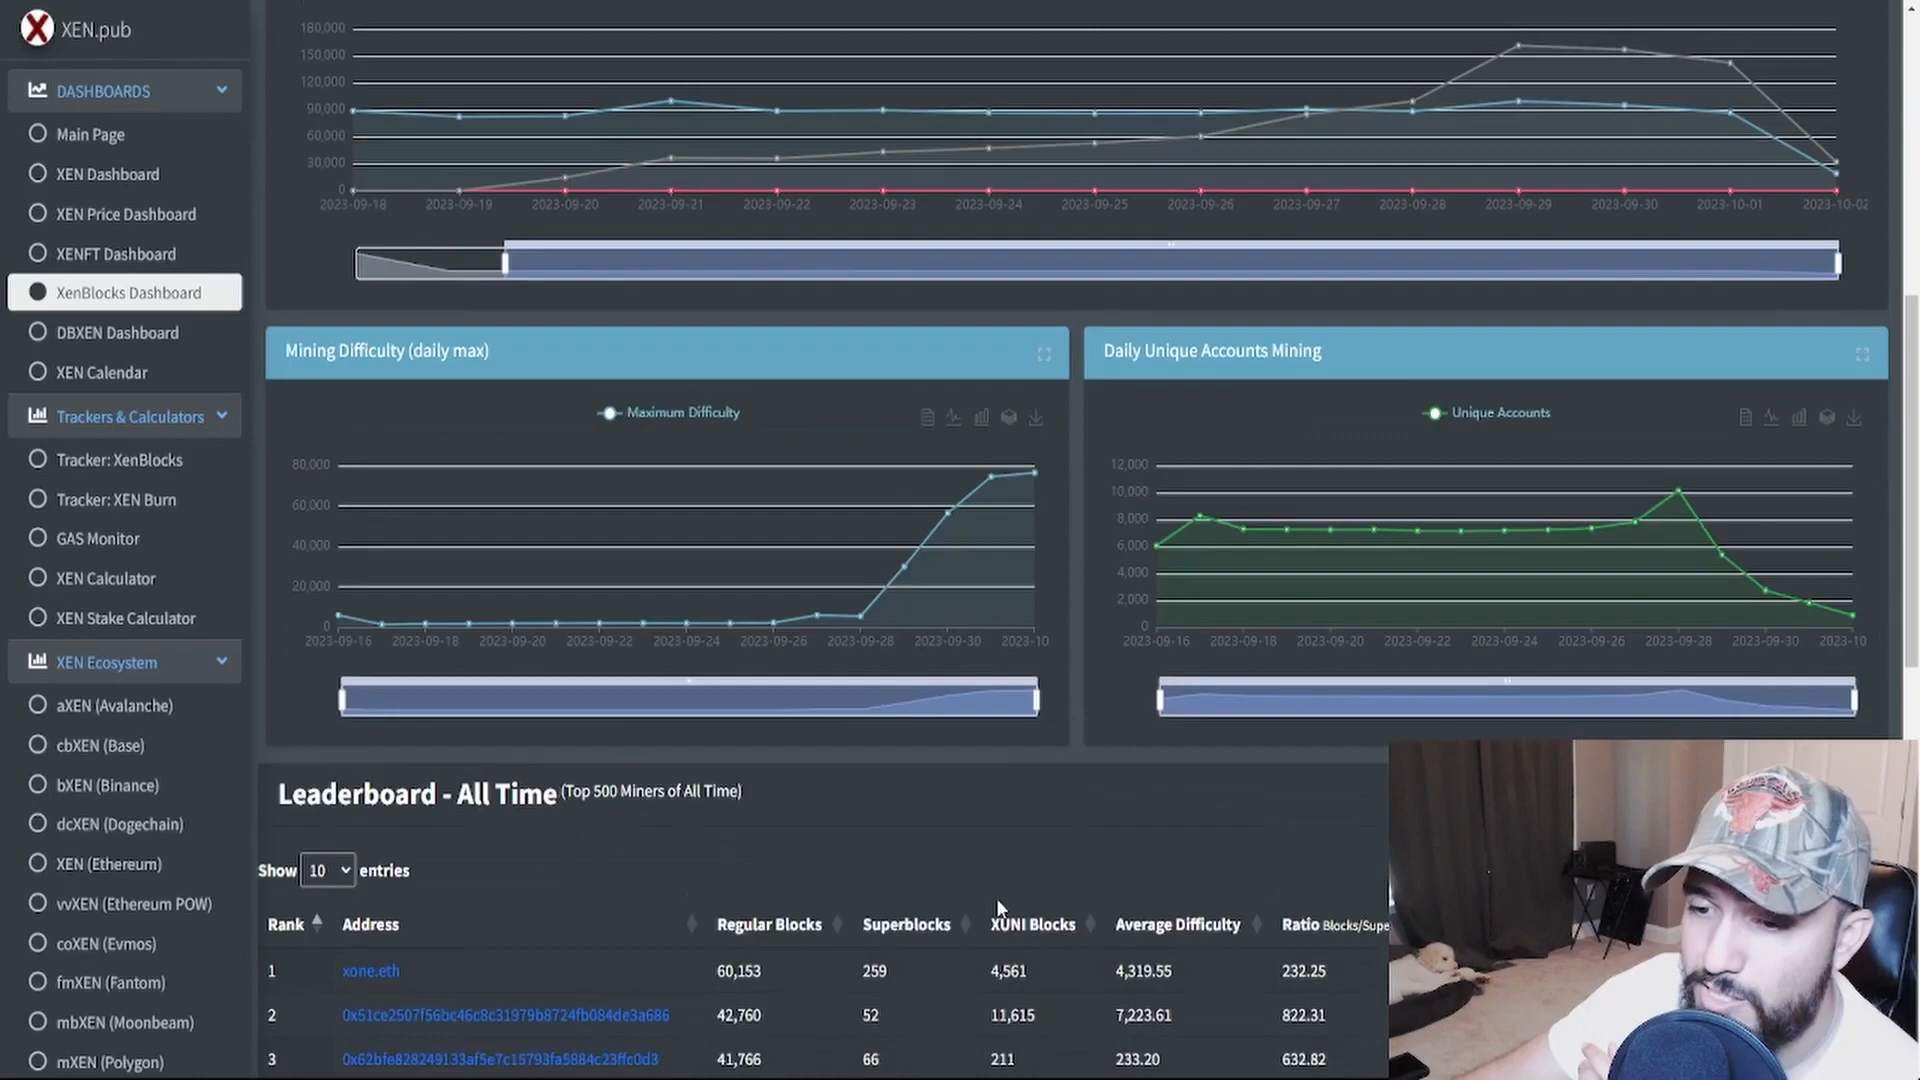 XEN.pub
DASHBOARDS
Main Page
XEN Dashboard
XEN Price Dashboard
XENFT Dashboard
XenBlocks Dashboard
DBXEN Dashboard
XEN Calendar
Trackers & Calculators
Tracker: XenBlocks
Tracker: XEN Burn
GAS Monitor
XEN Calculator
XEN Stake Calculator
XEN Ecosystem
aXEN (Avalanche)
cbXEN (Base)
bXEN (Binance)
dcXEN (Dogechain)
XEN (Ethereum)
vvXEN (Ethereum POW)
coXEN (Evmos)
fmXEN (Fantom)
mbXEN (Moonbeam)
mXEN (Polygon)
180,000
150,000
120,000
90,000
60,000
30,000
0
2023-09-18 2023-09-19 2023-09-20 2023-09-21 2023-09-22 2023-09-23 2023-09-24 2023-09-25 2023-09-26 2023-09-27 2023-09-28 2023-09-29 2023-09-30 2023-10-01 2023-10-02
Mining Difficulty (daily max)
Maximum Difficulty
80,000
60,000
40,000
20,000
0
2023-09-16 2023-09-18 2023-09-20 2023-09-22 2023-09-24 2023-09-26 2023-09-28 2023-09-30 2023-10
Daily Unique Accounts Mining
Unique Accounts
12,000
10,000
8,000
6,000
4,000
2,000
0
2023-09-16 2023-09-18 2023-09-20 2023-09-22 2023-09-24 2023-09-26 2023-09-28 2023-09-30 2023-10
Leaderboard - All Time (Top 500 Miners of All Time)
Show 10 entries
Rank Address Regular Blocks Superblocks XUNI Blocks Average Difficulty Ratio Blocks/Supe
1 xone.eth 60,153 259 4,561 4,319.55 232.25
2 0x51ce2507f56bc46c8c31979b8724fb084de3a686 42,760 52 11,615 7,223.61 822.31
3 0x62bfe828249133af5e7c15793fa5884c23ffc0d3 41,766 66 211 233.20 632.82